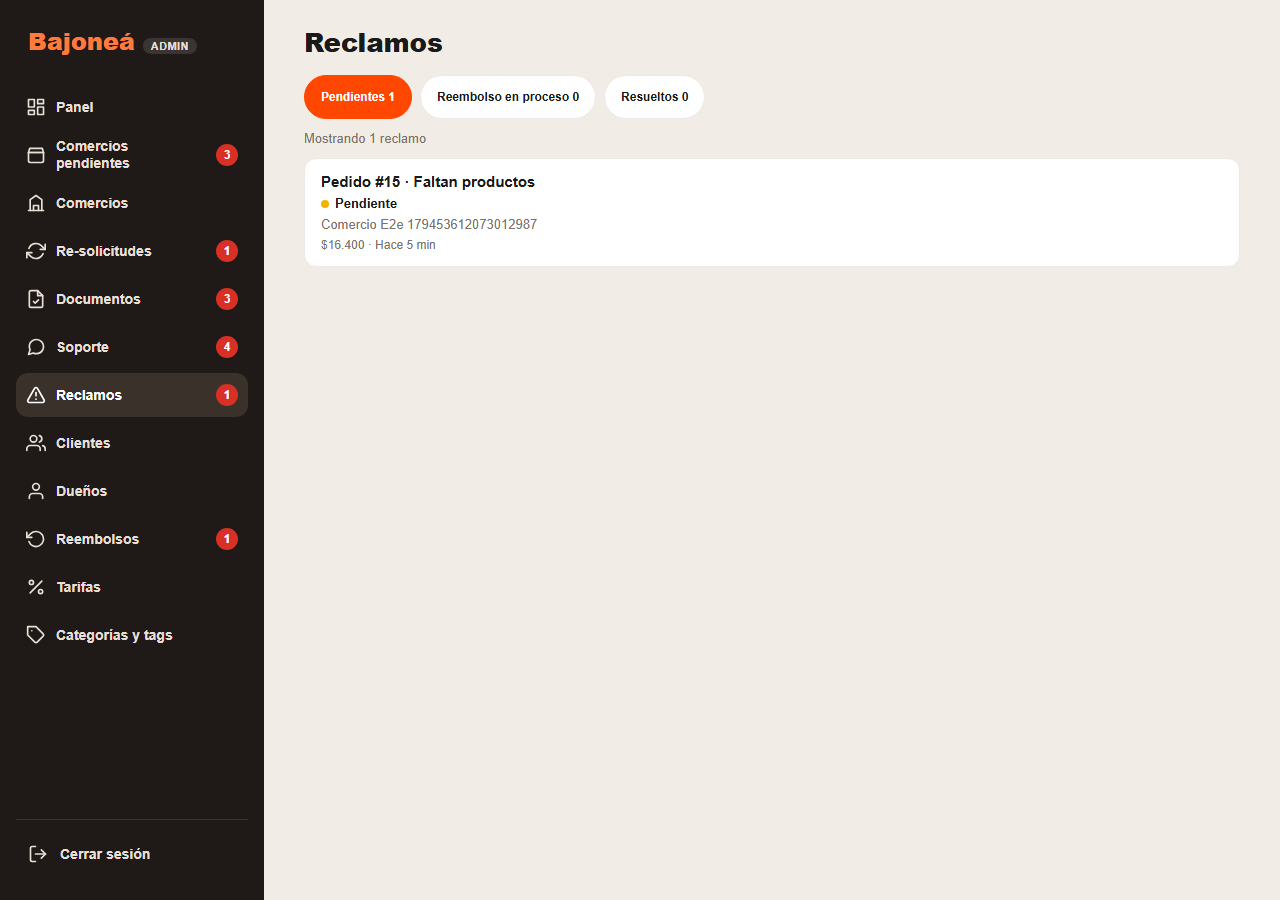 Bajoneá ADMIN
Panel
Comercios
pendientes 3
Comercios
Re-solicitudes 1
Documentos 3
Soporte 4
Reclamos 1
Clientes
Dueños
Reembolsos 1
Tarifas
Categorías y tags
Cerrar sesión
Reclamos
Pendientes 1 Reembolso en proceso 0 Resueltos 0
Mostrando 1 reclamo
Pedido #15 · Faltan productos
Pendiente
Comercio E2e 179453612073012987
$16.400 · Hace 5 min